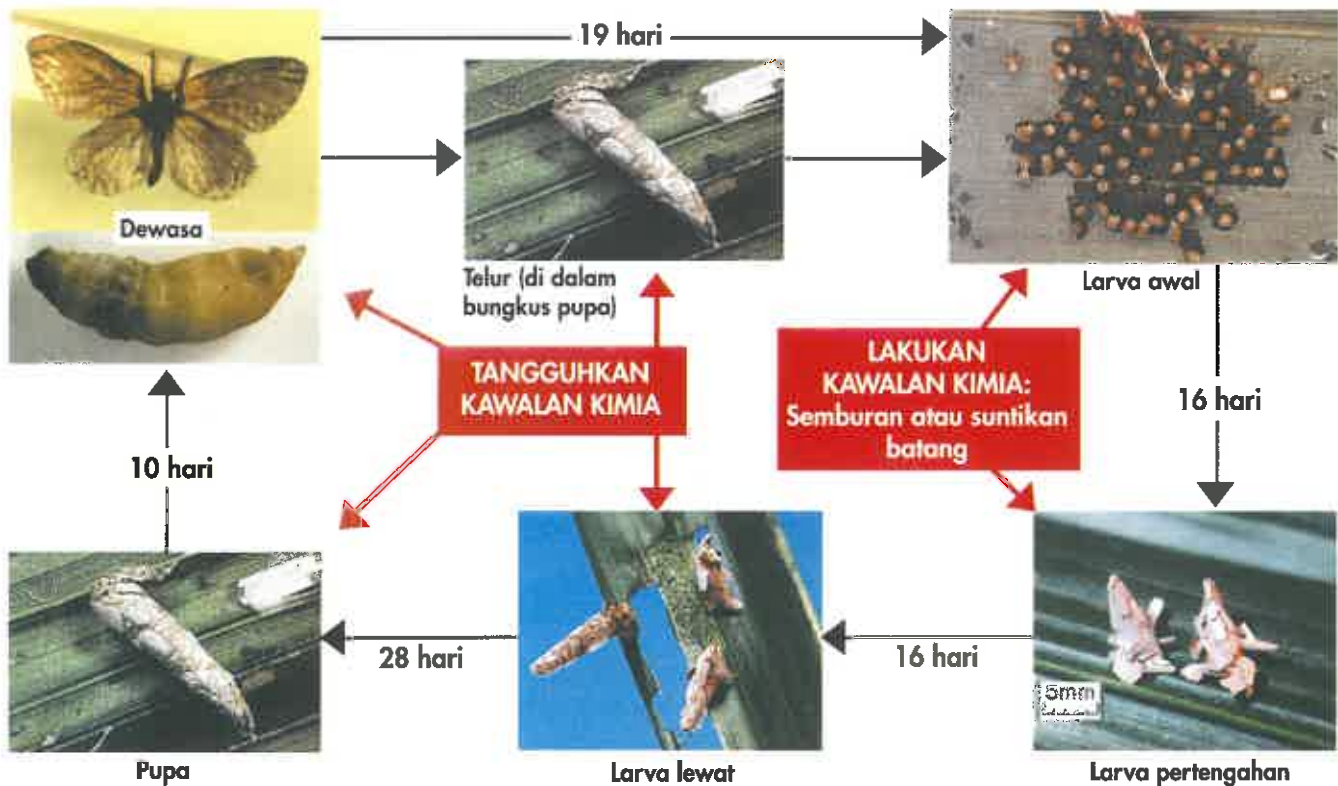 19 hari
Dewasa
Telur (di dalam
bungkus pupa)
Larva awal
TANGGUHKAN
KAWALAN KIMIA
LAKUKAN
KAWALAN KIMIA:
Semburan atau suntikan
batang
16 hari
10 hari
28 hari
16 hari
5mm
Pupa
Larva lewat
Larva pertengahan